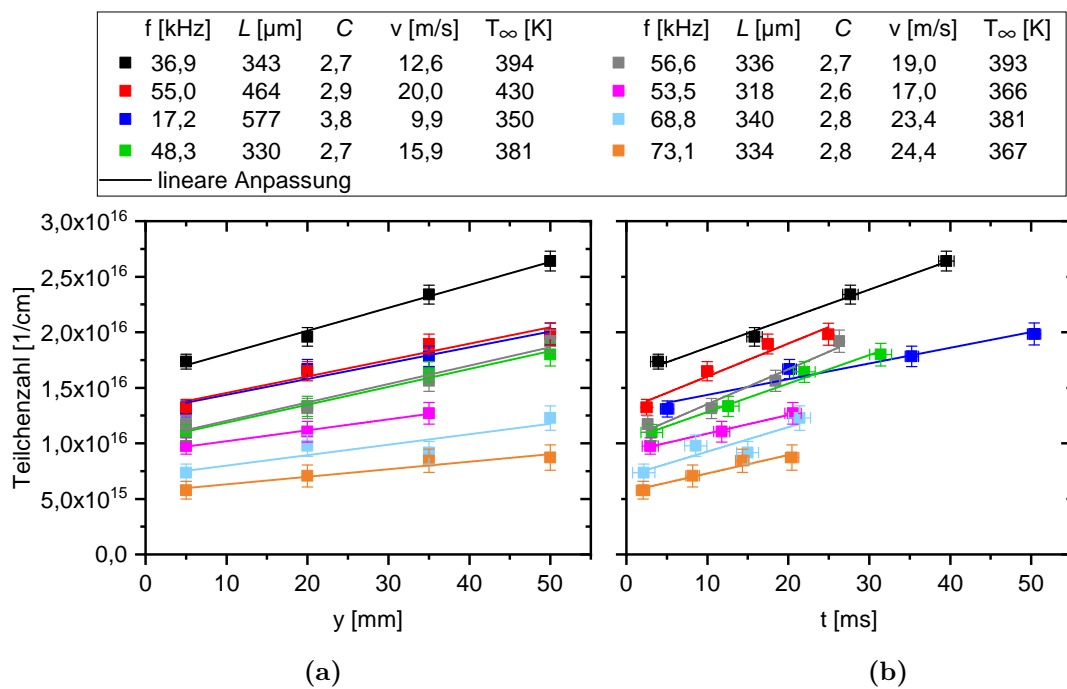 f [kHz] L [µm] C v [m/s] T∞ [K] f [kHz] L [µm] C v [m/s] T∞ [K]
36,9 343 2,7 12,6 394 56,6 336 2,7 19,0 393
55,0 464 2,9 20,0 430 53,5 318 2,6 17,0 366
17,2 577 3,8 9,9 350 68,8 340 2,8 23,4 381
48,3 330 2,7 15,9 381 73,1 334 2,8 24,4 367
lineare Anpassung
Teilchenzahl [1/cm]
3,0x10^16
2,5x10^16
2,0x10^16
1,5x10^16
1,0x10^16
5,0x10^15
0,0
0 10 20 30 40 50
y [mm]
0 10 20 30 40 50
t [ms]
(a) (b)